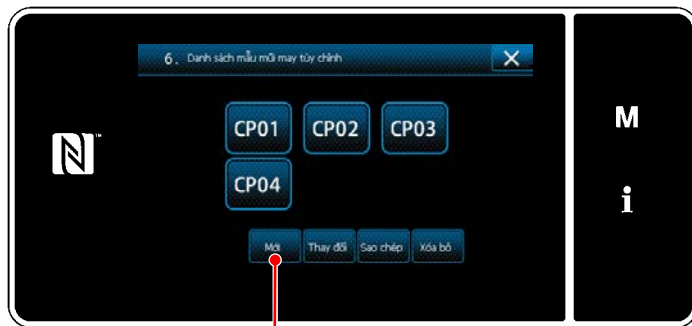 6. Danh sách mẫu mũi may tùy chỉnh
CP01 CP02 CP03
CP04
Mới Thay đổi Sao chép Xóa bỏ
M
i